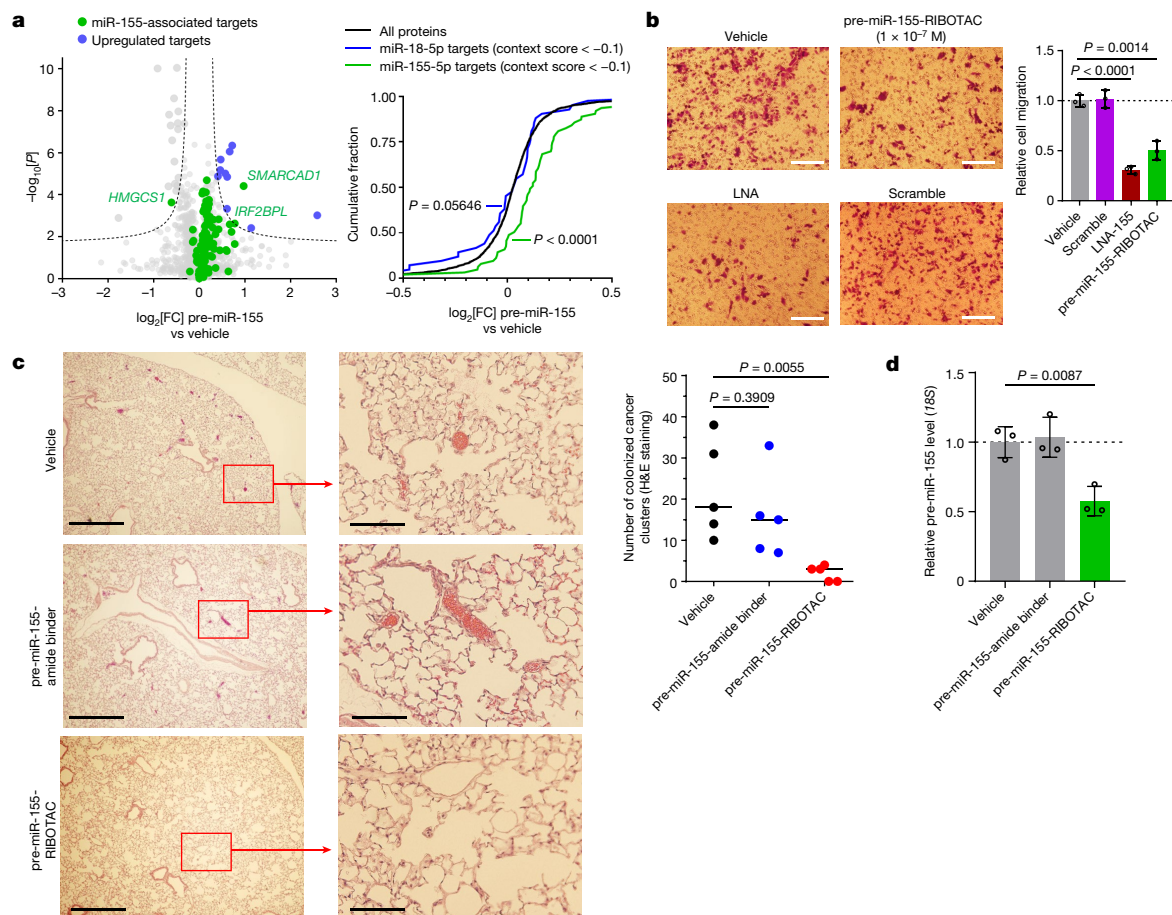 a
miR-155-associated targets
Upregulated targets
10
8
6
4
2
0
–log10[P]
HMGCS1
SMARCAD1
IRF2BPL
−3
−2
−1
0
1
2
3
log2[FC] pre-miR-155
vs vehicle
All proteins
miR-18-5p targets (context score < −0.1)
miR-155-5p targets (context score < −0.1)
1.00
0.75
0.50
0.25
0
Cumulative fraction
P = 0.05646
P < 0.0001
−0.5
0
0.5
log2[FC] pre-miR-155
vs vehicle
b
Vehicle
pre-miR-155-RIBOTAC
(1 × 10⁻⁷ M)
LNA
Scramble
P = 0.0014
P < 0.0001
1.5
1.0
0.5
0
Relative cell migration
Vehicle
Scramble
LNA-155
pre-miR-155-RIBOTAC
c
Vehicle
pre-miR-155-
amide binder
pre-miR-155-
RIBOTAC
P = 0.0055
P = 0.3909
50
40
30
20
10
0
Number of colonized cancer
clusters (H&E staining)
Vehicle
pre-miR-155-amide binder
pre-miR-155-RIBOTAC
d
P = 0.0087
1.5
1.0
0.5
0
Relative pre-miR-155 level (18S)
Vehicle
pre-miR-155-amide binder
pre-miR-155-RIBOTAC